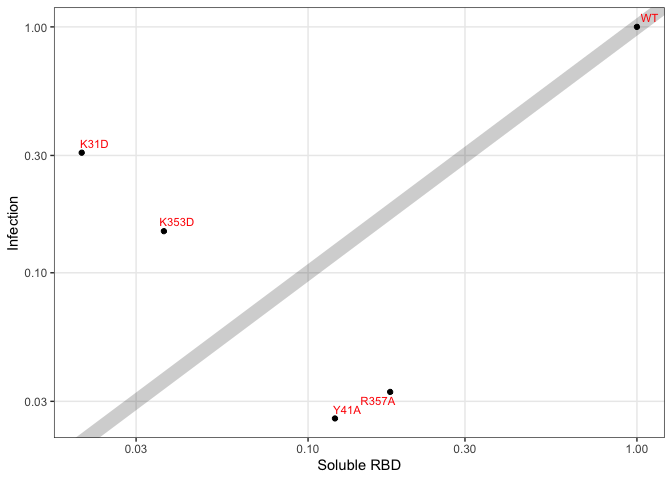 WT
1.00
K31D
0.30
K353D
Infection
0.10
R357A
0.03
Y41A
0.03
0.10
0.30
1.00
Soluble RBD